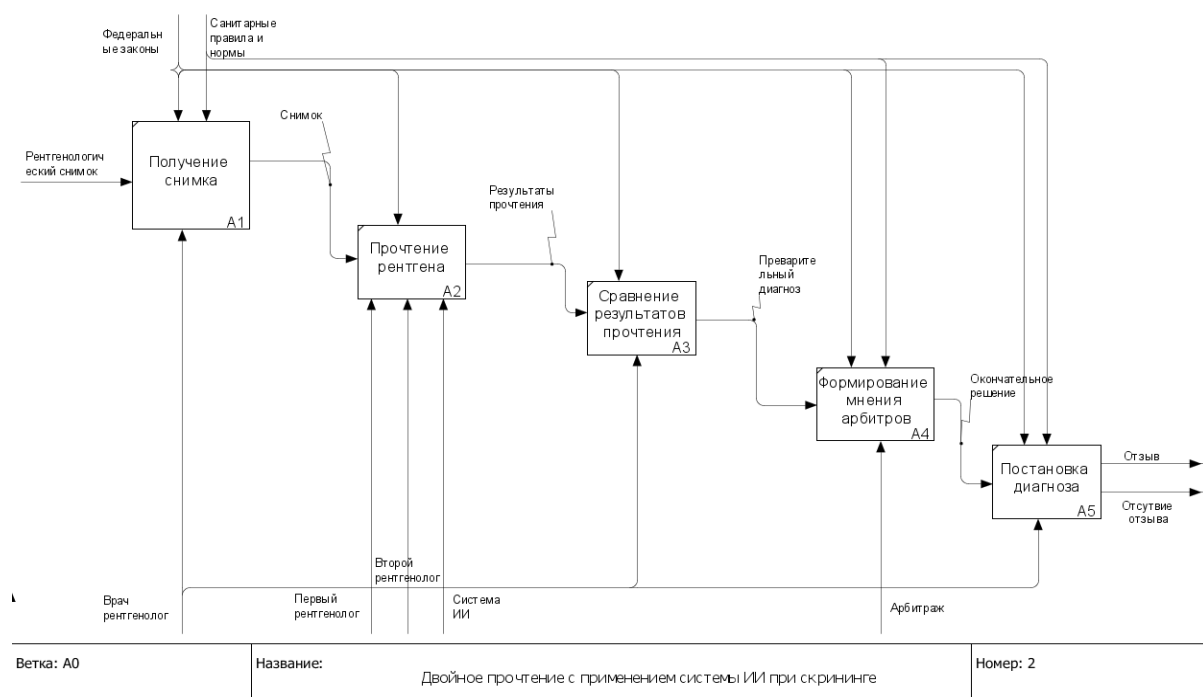 Федеральн
ые законы
Санитарные
правила и
нормы
Рентгенологич
еский снимок
Получение
снимка
A1
Снимок
Прочтение
рентгена
A2
Результаты
прочтения
Сравнение
результатов
прочтения
A3
Преварите
льный
диагноз
Формирование
мнения
арбитров
A4
Окончательное
решение
Постановка
диагноза
A5
Отзыв
Отсутвие
отзыва
Врач
рентгенолог
Первый
рентгенолог
Второй
рентгенолог
Система
ИИ
Арбитраж
Ветка: A0
Название:
Двойное прочтение с применением системы ИИ при скрининге
Номер: 2